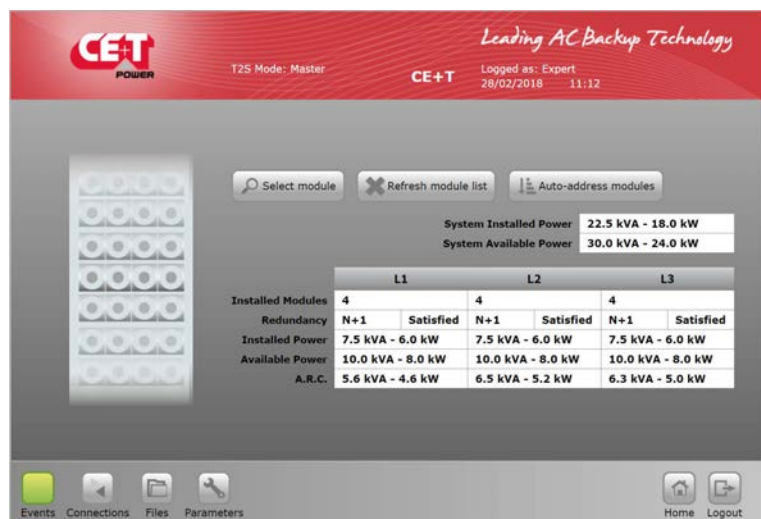 Leading AC Backup Technology
CE+T
POWER
T2S Mode: Master
CE+T
Logged as: Expert
28/02/2018 11:12
Select module
Refresh module list
Auto-address modules
System Installed Power 22.5 kVA - 18.0 kW
System Available Power 30.0 kVA - 24.0 kW
L1 L2 L3
Installed Modules 4 4 4
Redundancy N+1 Satisfied N+1 Satisfied N+1 Satisfied
Installed Power 7.5 kVA - 6.0 kW 7.5 kVA - 6.0 kW 7.5 kVA - 6.0 kW
Available Power 10.0 kVA - 8.0 kW 10.0 kVA - 8.0 kW 10.0 kVA - 8.0 kW
A.R.C. 5.6 kVA - 4.6 kW 6.5 kVA - 5.2 kW 6.3 kVA - 5.0 kW
Events Connections Files Parameters Home Logout